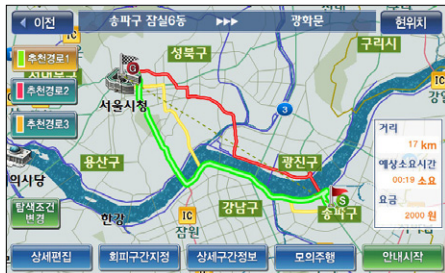 이전
송파구 잠실6동 ▶▶▶ 광화문
현위치
추천경로1
추천경로2
추천경로3
IC
성북구
구리시
IC
G
서울시청
3
용산구
의사당
광진구
강남구
송파구
S
한강
IC
잠원
거리
17 km
예상소요시간
00:19 소요
요금
2000 원
탐색조건
변경
상세편집
회피구간지정
상세구간정보
모의주행
안내시작